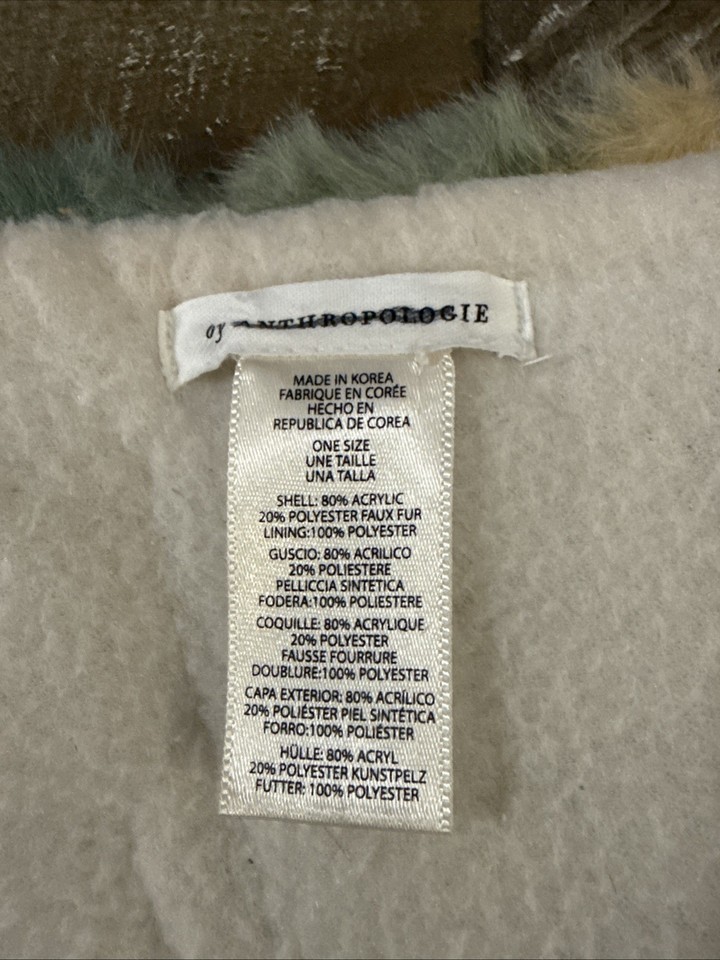 by ANTHROPOLOGIE
MADE IN KOREA
FABRIQUE EN CORÉE
HECHO EN
REPUBLICA DE COREA
ONE SIZE
UNE TAILLE
UNA TALLA
SHELL: 80% ACRYLIC
20% POLYESTER FAUX FUR
LINING:100% POLYESTER
GUSCIO: 80% ACRILICO
20% POLIESTERE
PELLICCIA SINTETICA
FODERA:100% POLIESTERE
COQUILLE: 80% ACRYLIQUE
20% POLYESTER
FAUSSE FOURRURE
DOUBLURE:100% POLYESTER
CAPA EXTERIOR: 80% ACRÍLICO
20% POLIÉSTER PIEL SINTÉTICA
FORRO:100% POLIÉSTER
HÜLLE: 80% ACRYL
20% POLYESTER KUNSTPELZ
FUTTER: 100% POLYESTER